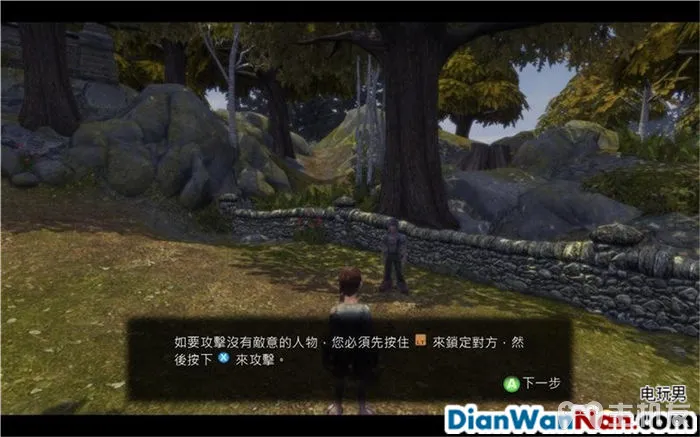 如要攻擊沒有敵意的人物，您必須先按住 LT 來鎖定對方，然
後按下 X 來攻擊。
A 下一步
电玩男
DianWanNan.com